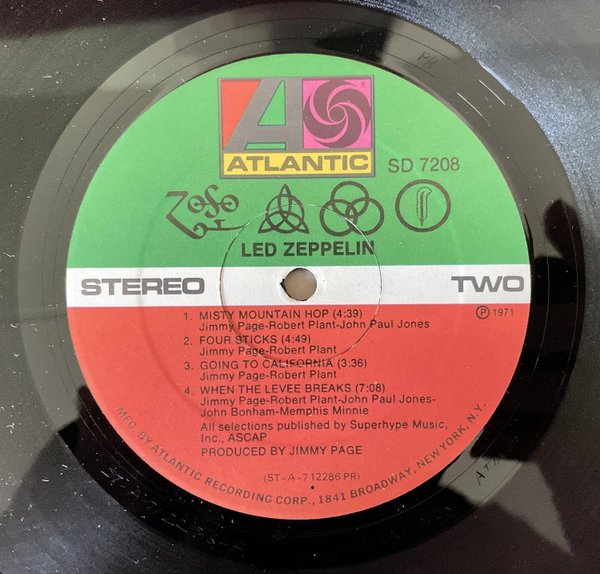 PR
ATLANTIC
SD 7208
LED ZEPPELIN
STEREO
TWO
℗ 1971
1. MISTY MOUNTAIN HOP (4:39)
Jimmy Page-Robert Plant-John Paul Jones
2. FOUR STICKS (4:49)
Jimmy Page-Robert Plant
3. GOING TO CALIFORNIA (3:36)
Jimmy Page-Robert Plant
4. WHEN THE LEVEE BREAKS (7:08)
Jimmy Page-Robert Plant-John Paul Jones-
John Bonham-Memphis Minnie
All selections published by Superhype Music,
Inc., ASCAP
PRODUCED BY JIMMY PAGE
(ST-A-712286 PR)
MFG. BY ATLANTIC RECORDING CORP., 1841 BROADWAY, NEW YORK, N.Y.